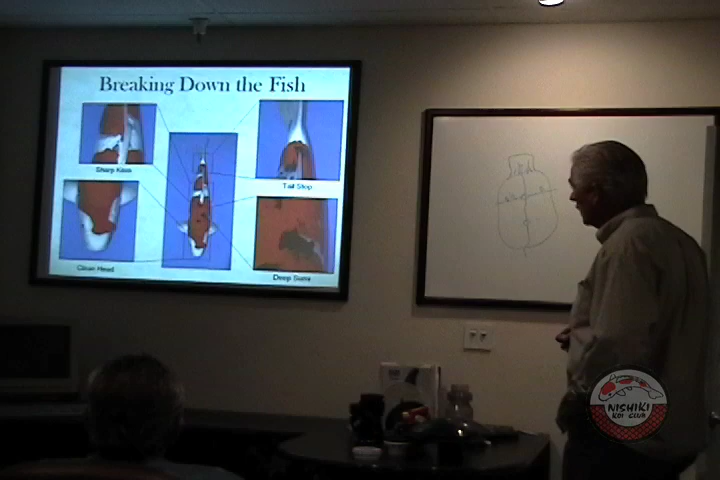 Breaking Down the Fish
Sharp Kiwa
Tail Stop
Clean Head
Deep Sumi
NISHIKI
KOI CLUB